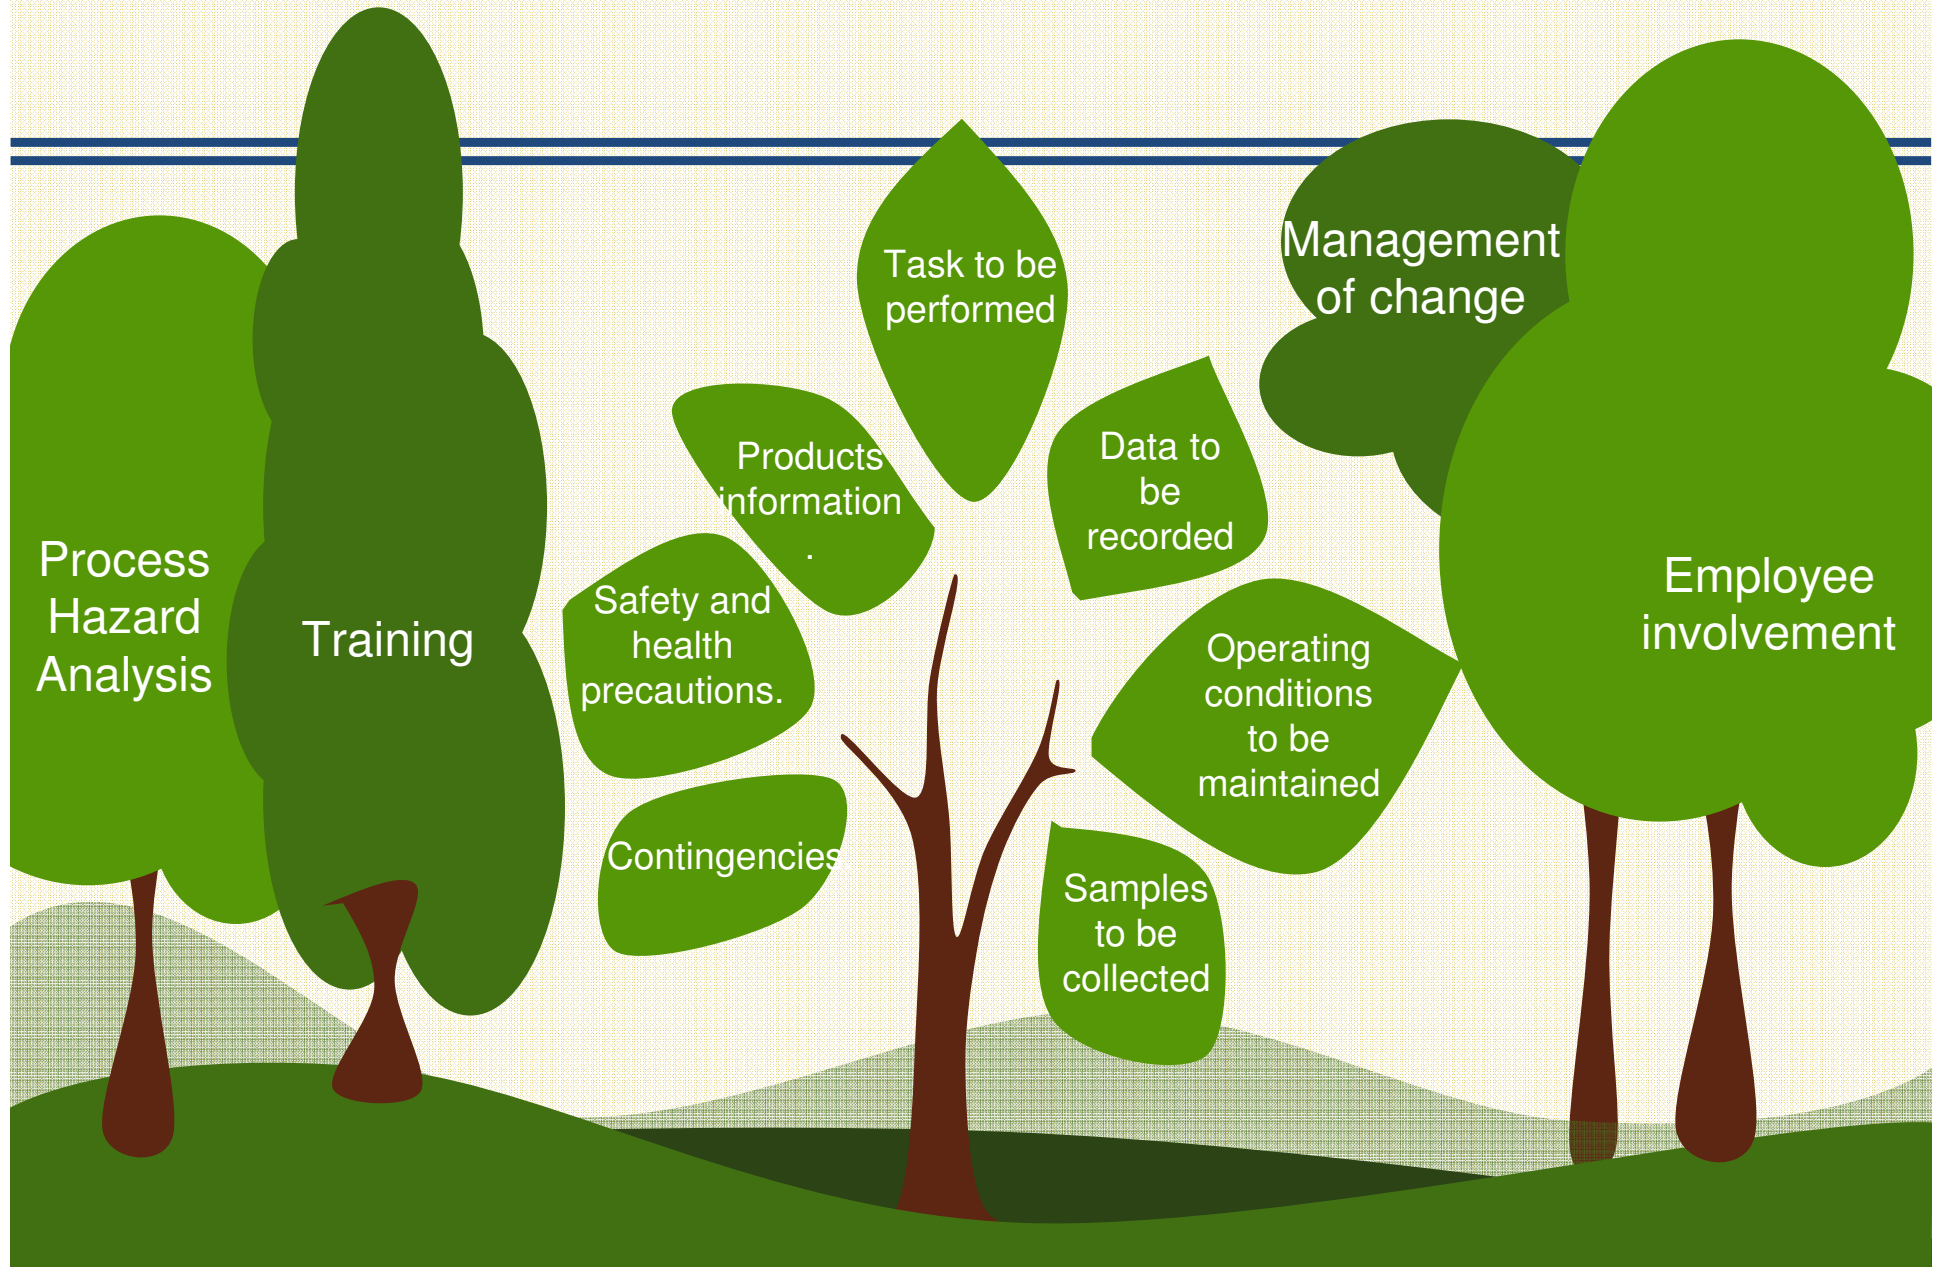 Process
Hazard
Analysis
Training
Task to be
performed
Products
information
.
Safety and
health
precautions.
Contingencies
Data to
be
recorded
Operating
conditions
to be
maintained
Samples
to be
collected
Management
of change
Employee
involvement